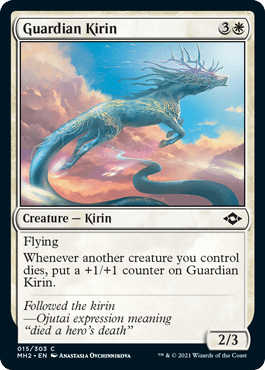 Guardian Kirin 3
Creature — Kirin
Flying
Whenever another creature you control
dies, put a +1/+1 counter on Guardian
Kirin.
Followed the kirin
—Ojutai expression meaning
"died a hero's death"
2/3
015/303 C
MH2 • EN Anastasia Ovchinnikova
™ & © 2021 Wizards of the Coast